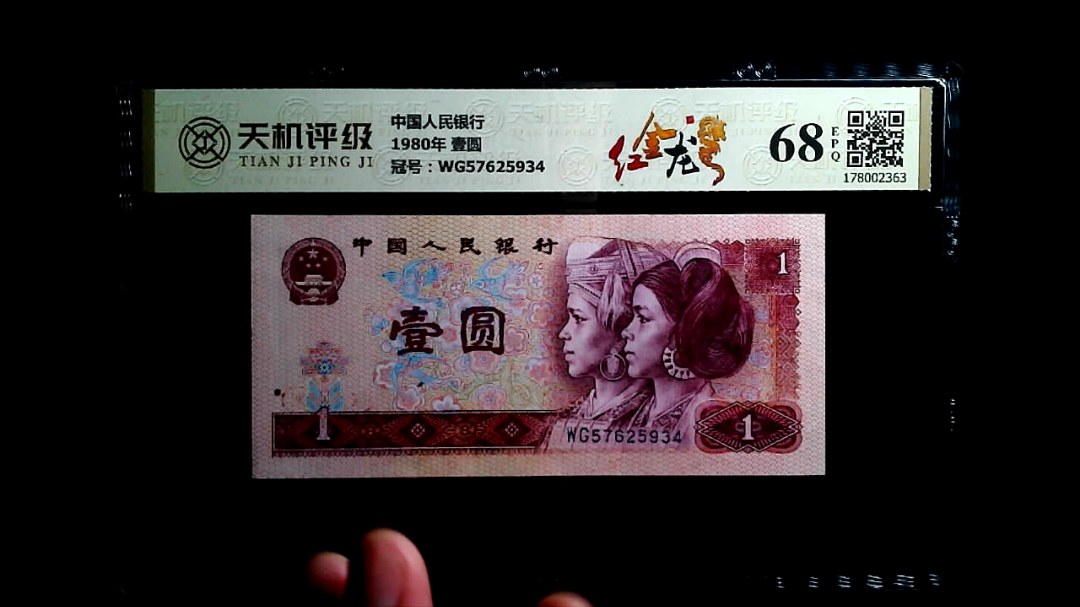 天机评级
TIAN JI PING JI
中国人民银行
1980年 壹圆
冠号：WG57625934
红金龙
68
EPQ
178002363
中国人民银行
1
壹圆
1
WG57625934
1